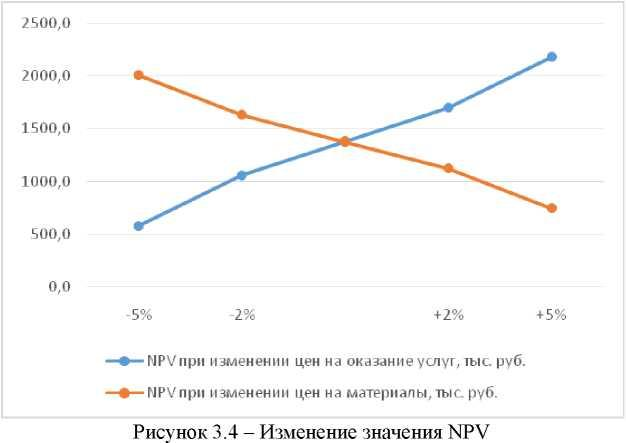 2500,0
2000,0
1500,0
1000,0
500,0
0,0
-5% -2% +2% +5%
NPV при изменении цен на оказание услуг, тыс. руб.
NPV при изменении цен на материалы, тыс. руб.
Рисунок 3.4 – Изменение значения NPV